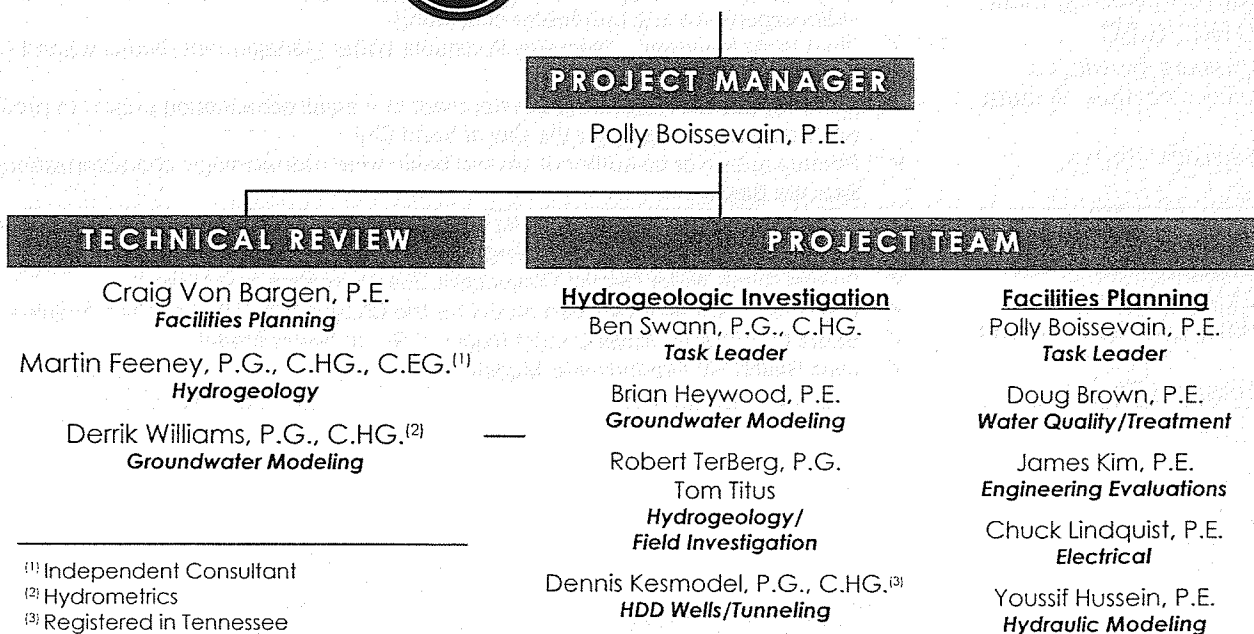 PROJECT MANAGER
Polly Boissevain, P.E.
TECHNICAL REVIEW
Craig Von Bargen, P.E.
Facilities Planning
Martin Feeney, P.G., C.HG., C.EG.(1)
Hydrogeology
Derrik Williams, P.G., C.HG.(2)
Groundwater Modeling
(1) Independent Consultant
(2) Hydrometrics
(3) Registered in Tennessee
PROJECT TEAM
Hydrogeologic Investigation
Ben Swann, P.G., C.HG.
Task Leader
Brian Heywood, P.E.
Groundwater Modeling
Robert TerBerg, P.G.
Tom Titus
Hydrogeology/
Field Investigation
Dennis Kesmodel, P.G., C.HG.(3)
HDD Wells/Tunneling
Facilities Planning
Polly Boissevain, P.E.
Task Leader
Doug Brown, P.E.
Water Quality/Treatment
James Kim, P.E.
Engineering Evaluations
Chuck Lindquist, P.E.
Electrical
Youssif Hussein, P.E.
Hydraulic Modeling